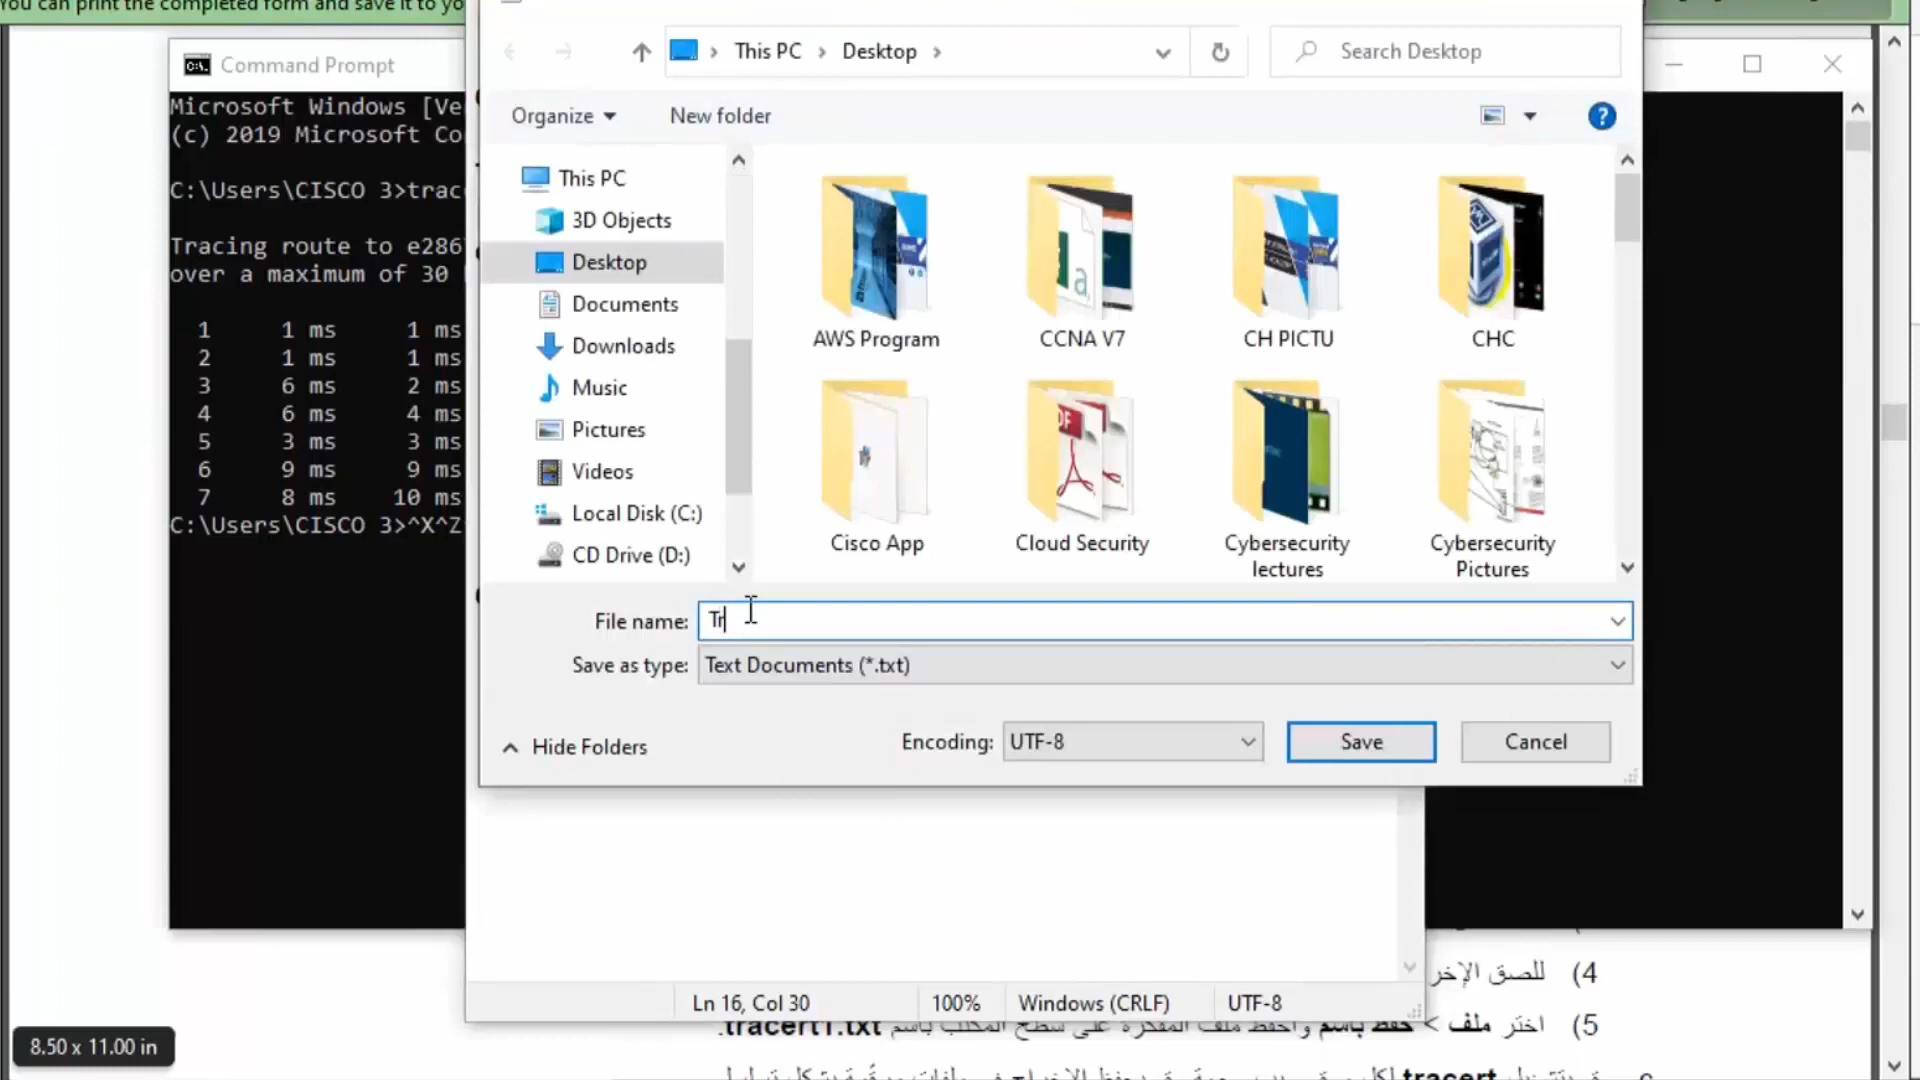 You can print the completed form and save it to yo
Command Prompt
Microsoft Windows [Ve
(c) 2019 Microsoft Co
C:\Users\CISCO 3>trac
Tracing route to e286
over a maximum of 30
1 1 ms 1 ms
2 1 ms 1 ms
3 6 ms 2 ms
4 6 ms 4 ms
5 3 ms 3 ms
6 9 ms 9 ms
7 8 ms 10 ms
C:\Users\CISCO 3>^X^Z
This PC > Desktop >
Search Desktop
Organize
New folder
This PC
3D Objects
Desktop
Documents
Downloads
Music
Pictures
Videos
Local Disk (C:)
CD Drive (D:)
AWS Program
CCNA V7
CH PICTU
CHC
Cisco App
Cloud Security
Cybersecurity
lectures
Cybersecurity
Pictures
File name: Tr
Save as type: Text Documents (*.txt)
Hide Folders
Encoding: UTF-8
Save
Cancel
Ln 16, Col 30
100%
Windows (CRLF)
UTF-8
4) للصق الإخر
5) اختر ملف > حفظ باسم واحفظ ملف المفكرة على سطح المكتب باسم tracert1.txt.
8.50 x 11.00 in